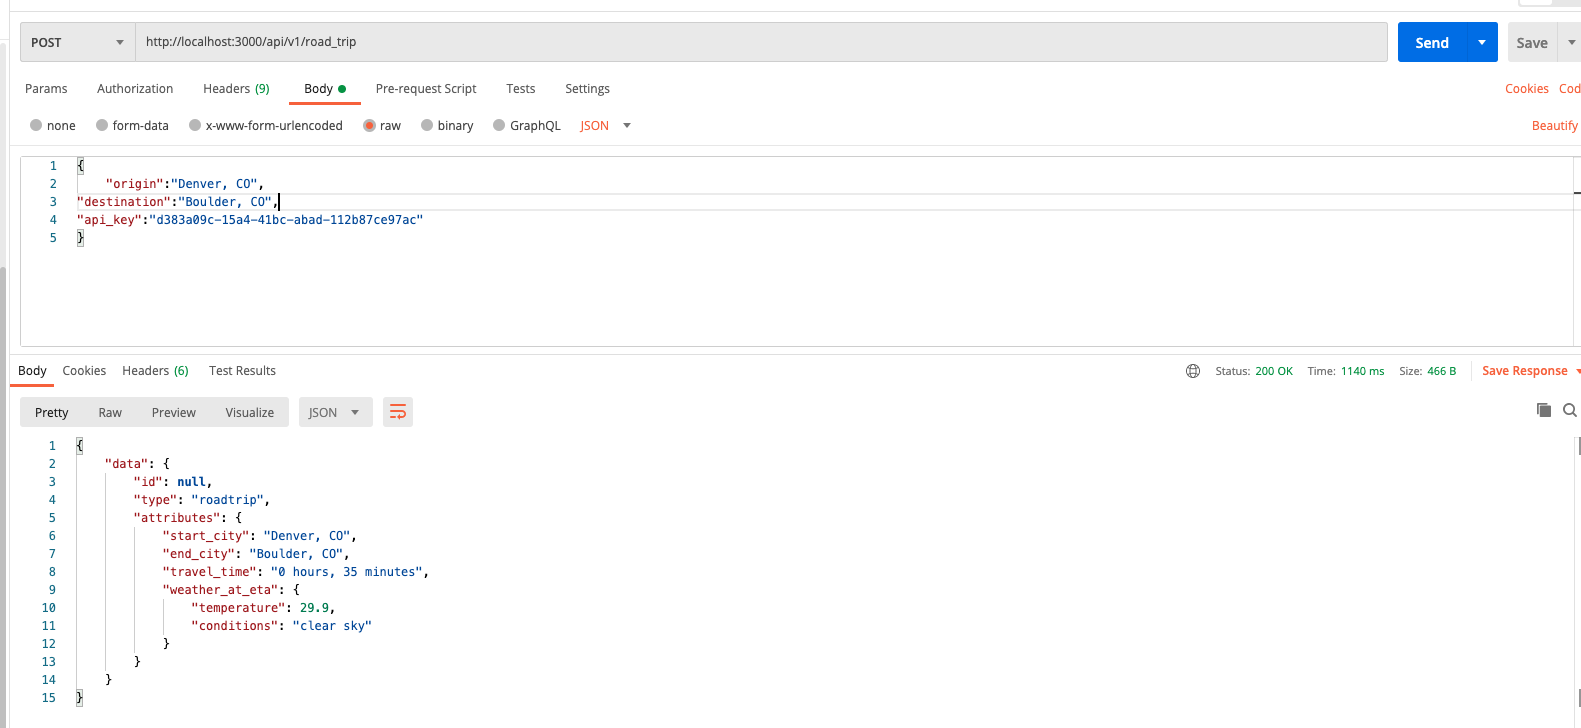 POST http://localhost:3000/api/v1/road_trip Send Save
Params Authorization Headers (9) Body Pre-request Script Tests Settings Cookies Cod
none form-data x-www-form-urlencoded raw binary GraphQL JSON Beautify
1 {
2 "origin":"Denver, CO",
3 "destination":"Boulder, CO",
4 "api_key":"d383a09c-15a4-41bc-abad-112b87ce97ac"
5 }
Body Cookies Headers (6) Test Results Status: 200 OK Time: 1140 ms Size: 466 B Save Response
Pretty Raw Preview Visualize JSON
1 {
2 "data": {
3 "id": null,
4 "type": "roadtrip",
5 "attributes": {
6 "start_city": "Denver, CO",
7 "end_city": "Boulder, CO",
8 "travel_time": "0 hours, 35 minutes",
9 "weather_at_eta": {
10 "temperature": 29.9,
11 "conditions": "clear sky"
12 }
13 }
14 }
15 }